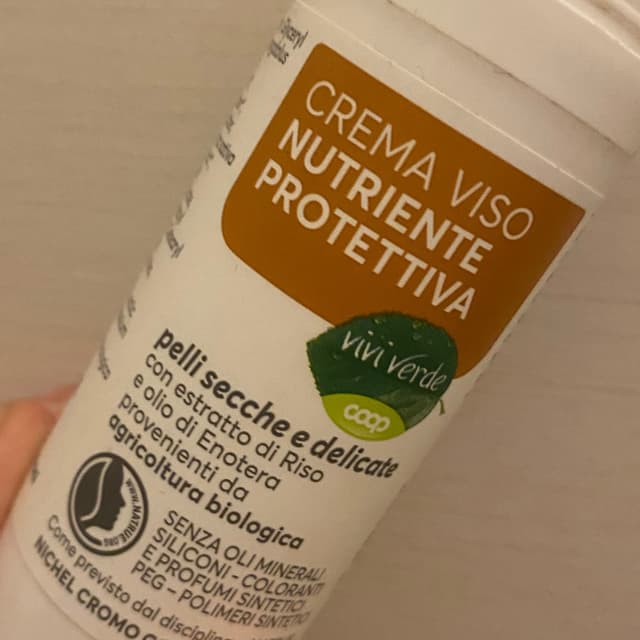 CREMA VISO
NUTRIENTE
PROTETTIVA
vivi verde
coop
pelli secche e delicate
con estratto di Riso
e olio di Enotera
provenienti da
agricoltura biologica
www.NATRUE.org
SENZA OLI MINERALI
SILICONI - COLORANTI
E PROFUMI SINTETICI
PEG - POLIMERI SINTETICI
Come previsto dal disciplinare
NICHEL CROMO